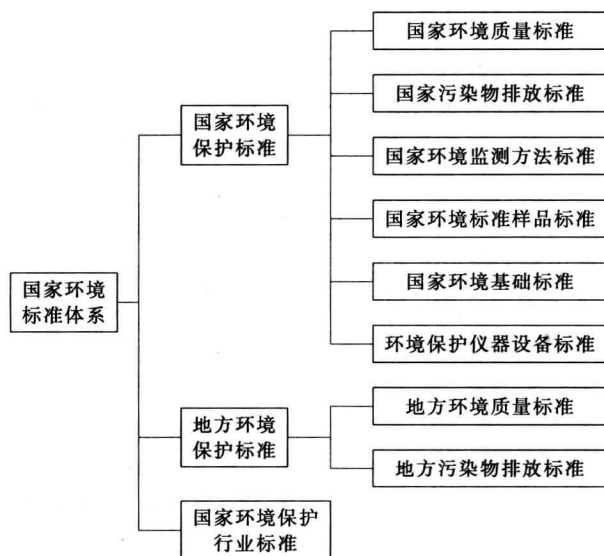 国家环境质量标准
国家污染物排放标准
国家环境
保护标准
国家环境监测方法标准
国家环境标准样品标准
国家环境
标准体系
国家环境基础标准
环境保护仪器设备标准
地方环境
保护标准
地方环境质量标准
地方污染物排放标准
国家环境保护
行业标准